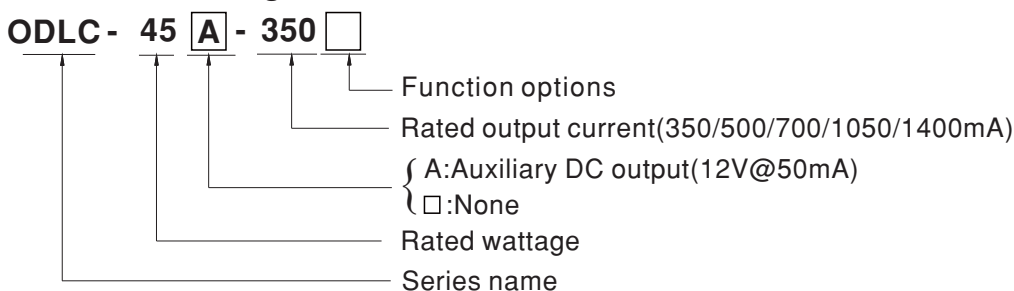 ODLC - 45 A - 350 □
Function options
Rated output current(350/500/700/1050/1400mA)
A:Auxiliary DC output(12V@50mA)
□:None
Rated wattage
Series name